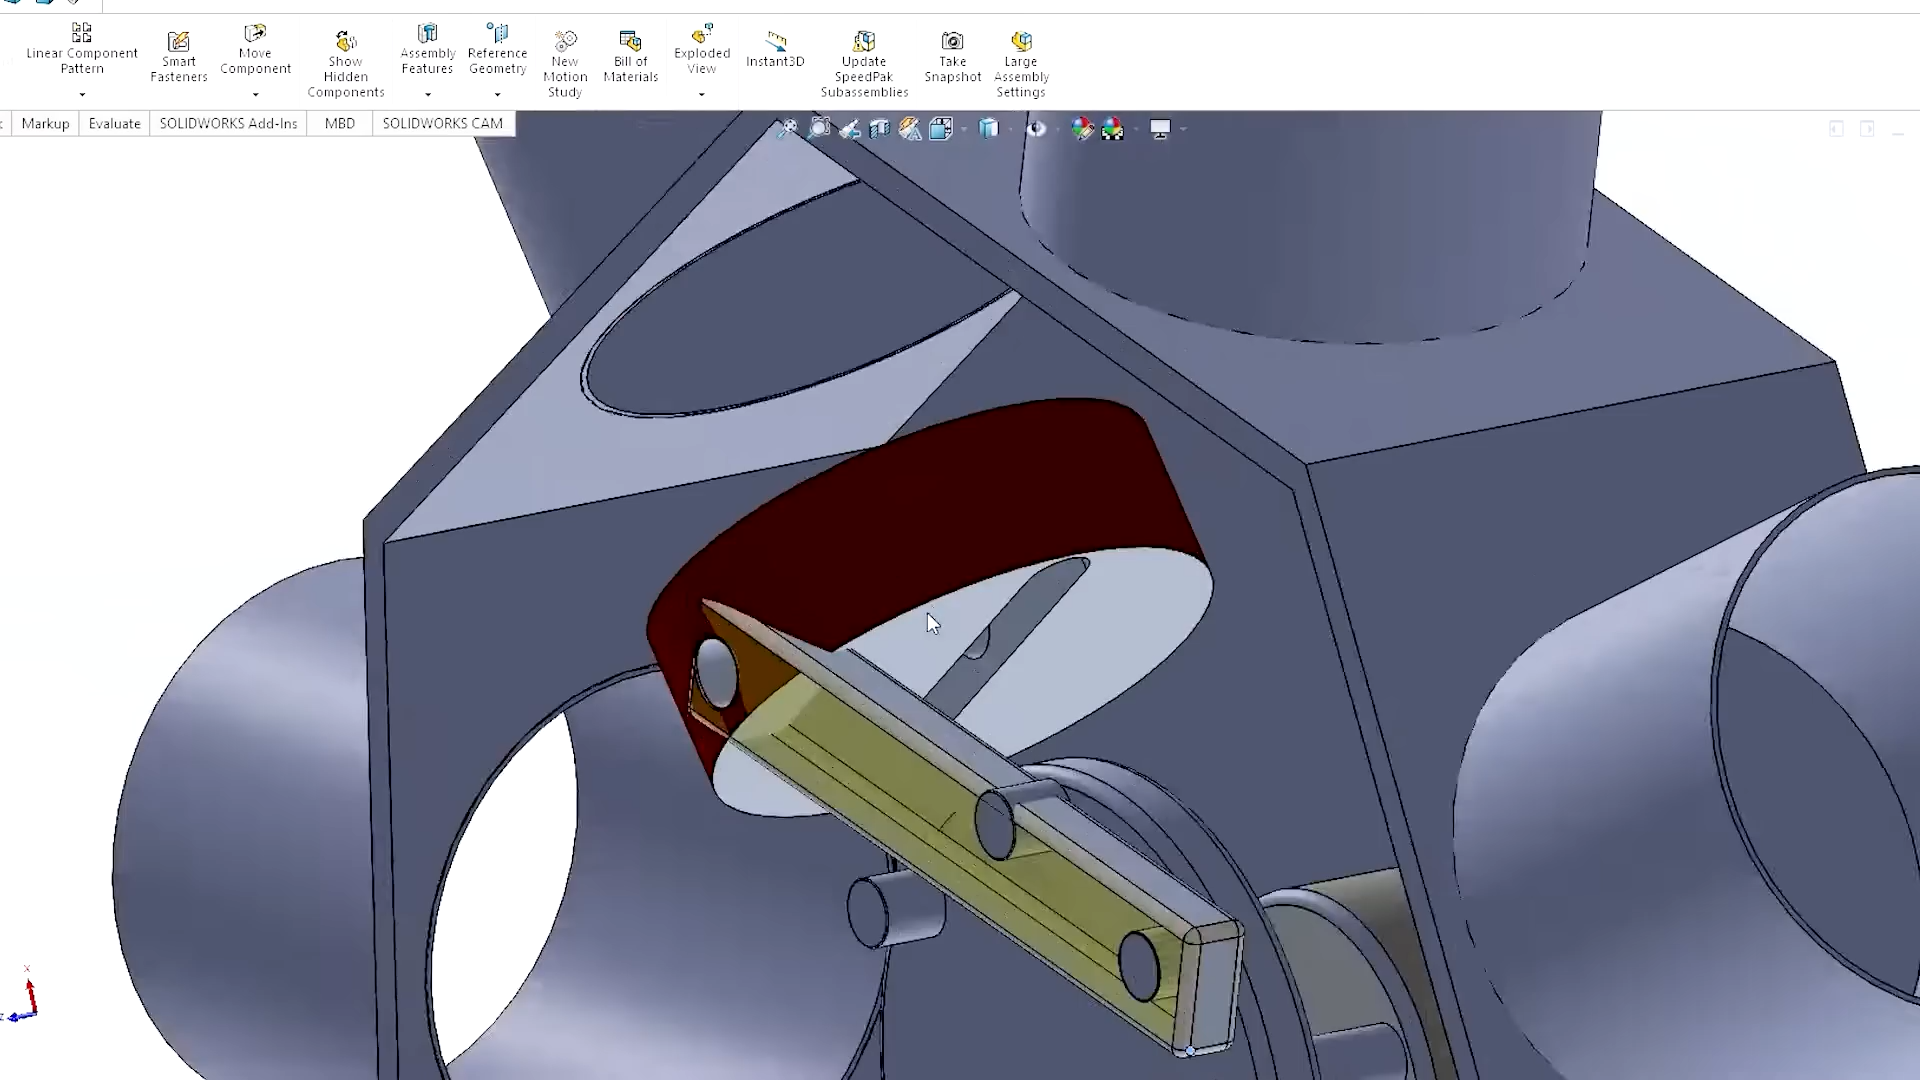 Linear Component
Pattern
Smart
Fasteners
Move
Component
Show
Hidden
Components
Assembly
Features
Reference
Geometry
New
Motion
Study
Bill of
Materials
Exploded
View
Instant3D
Update
SpeedPak
Subassemblies
Take
Snapshot
Large
Assembly
Settings
Markup
Evaluate
SOLIDWORKS Add-Ins
MBD
SOLIDWORKS CAM
X
Z